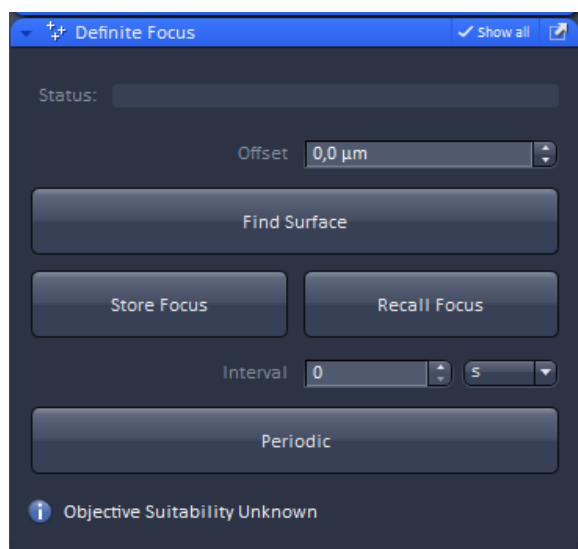 Definite Focus Show all
Status:
Offset 0,0 µm
Find Surface
Store Focus Recall Focus
Interval 0 s
Periodic
Objective Suitability Unknown